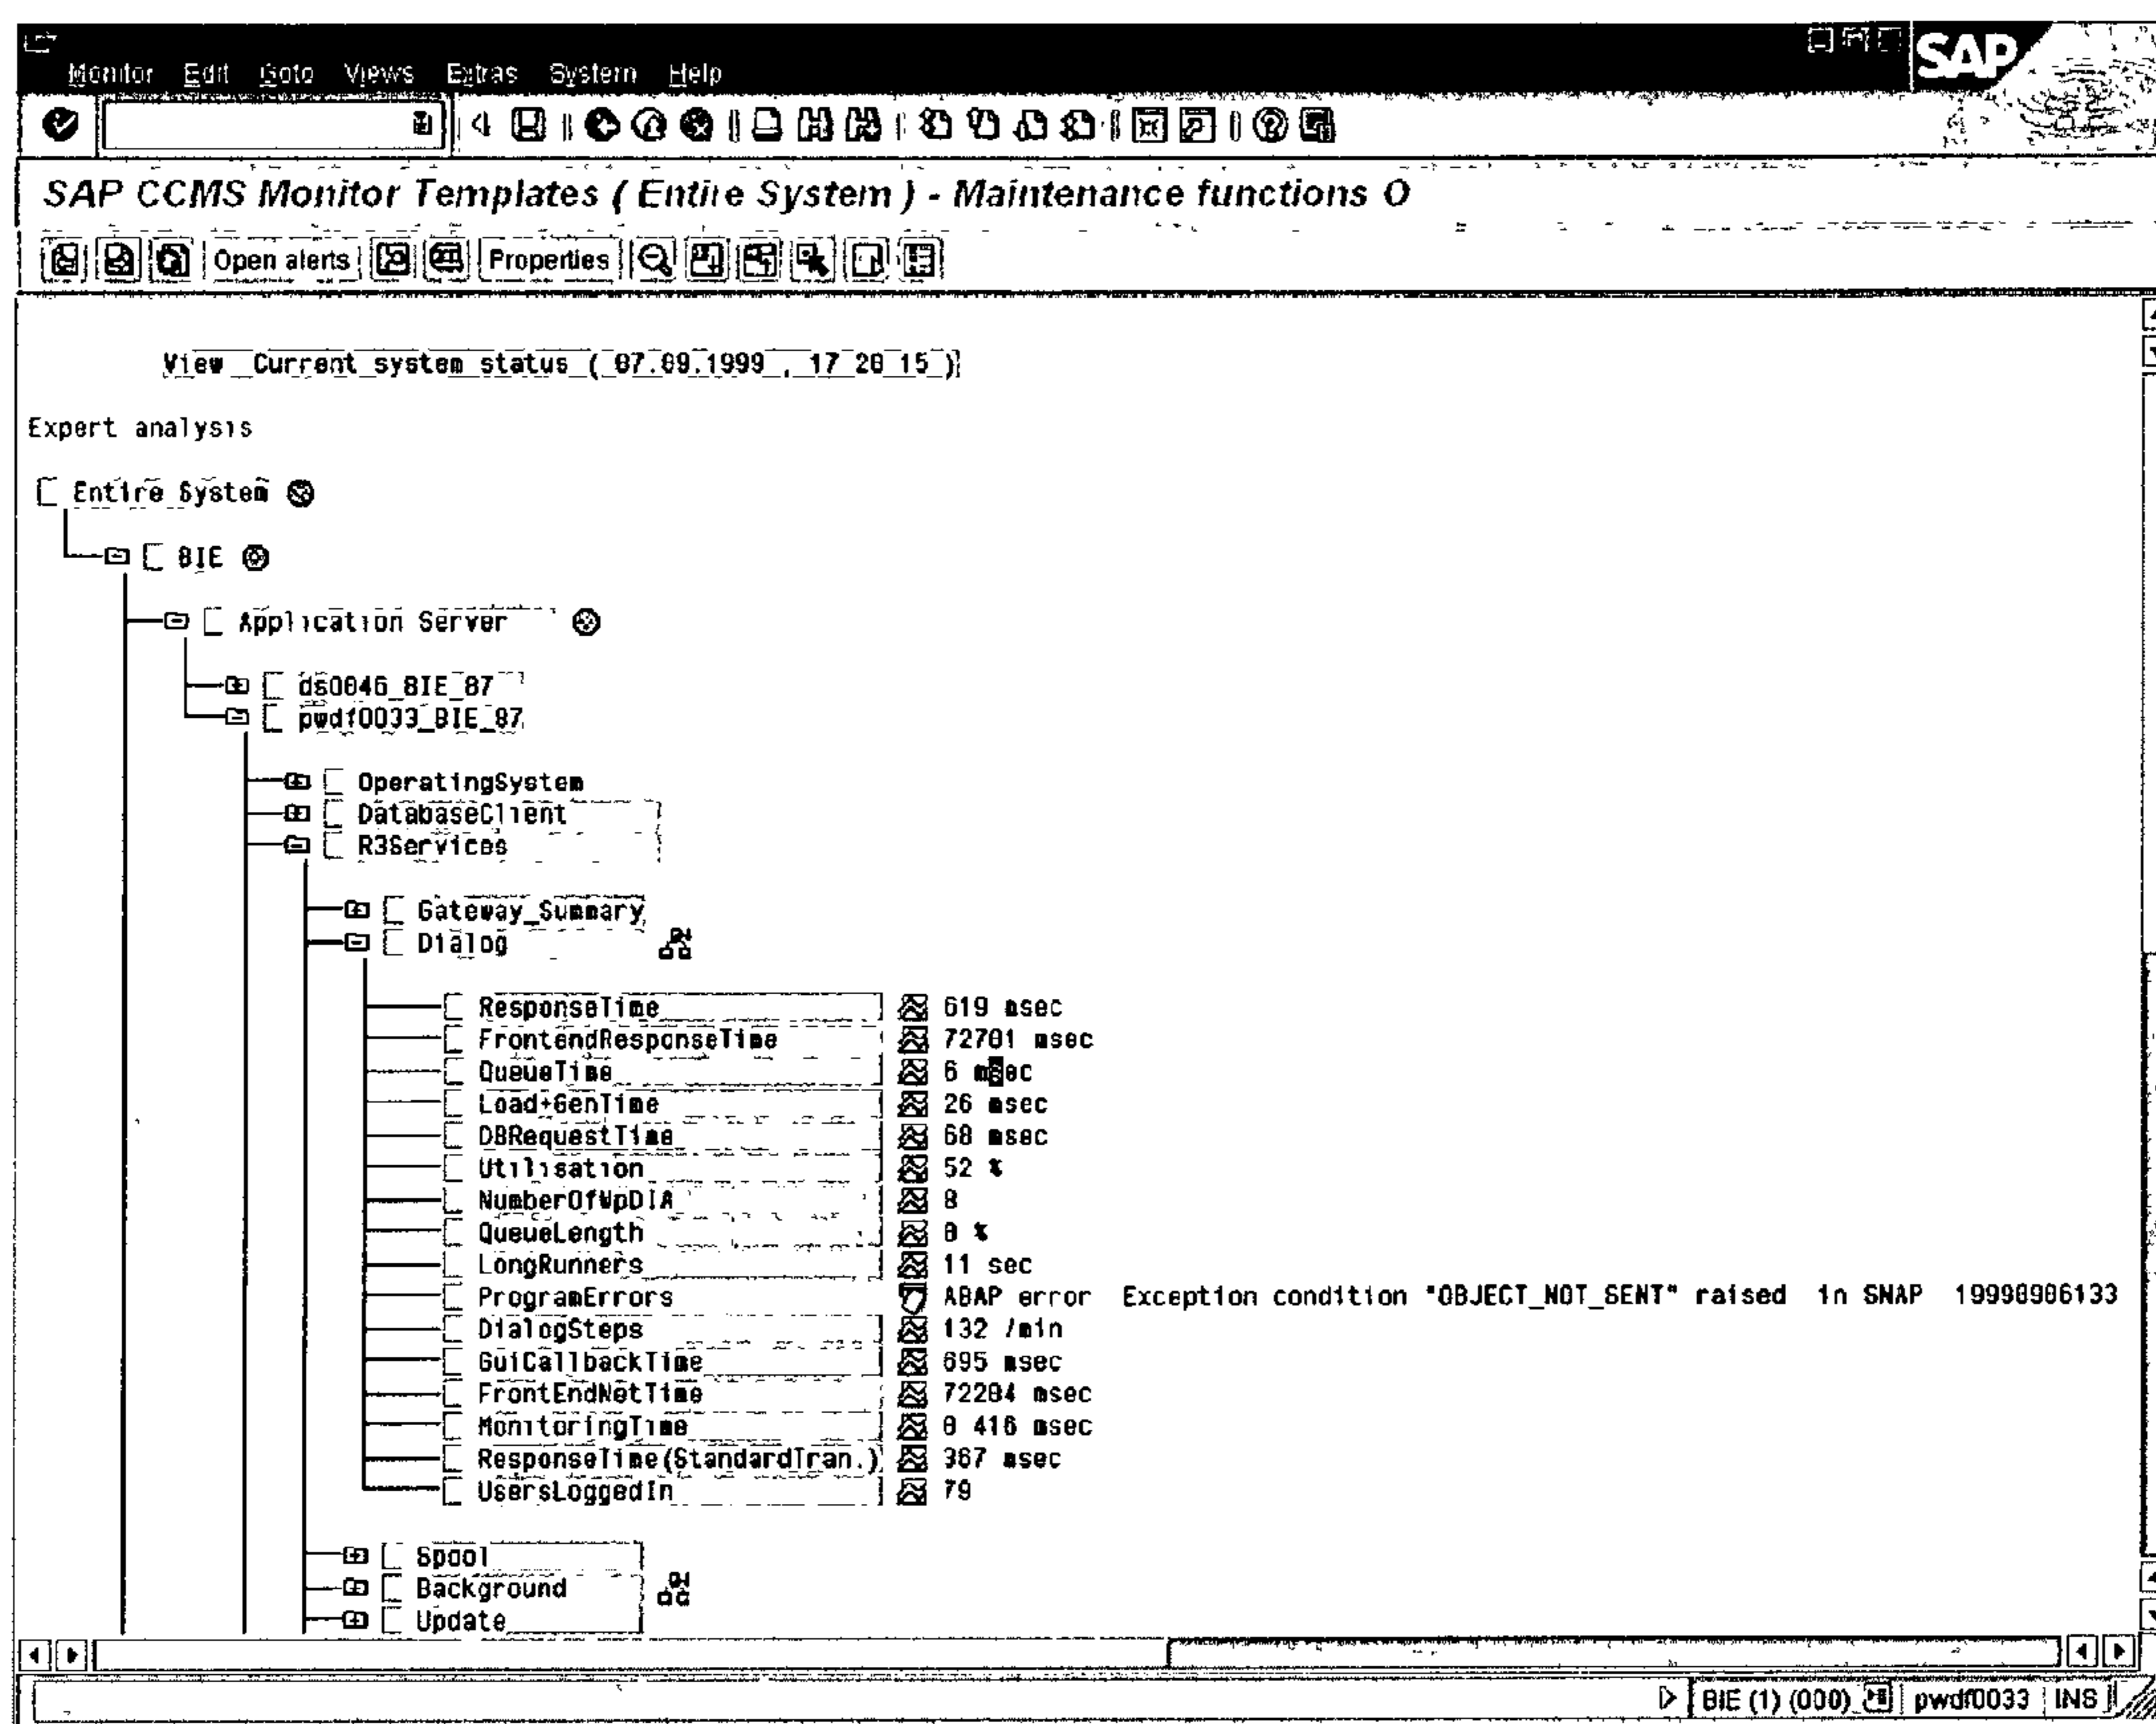 SAP
Monitor Edit Goto Views Extras System Help
SAP CCMS Monitor Templates ( Entire System ) - Maintenance functions O
Open alerts Properties
View Current system status ( 07.09.1999 , 17 20 15 )
Expert analysis
Entire System
BIE
Application Server
ds0046_BIE_87
pwdf0033_BIE_87
OperatingSystem
DatabaseClient
R3Services
Gateway_Summary
Dialog
ResponseTime 619 msec
FrontendResponseTime 72701 msec
QueueTime 6 msec
Load+GenTime 26 msec
DBRequestTime 68 msec
Utilisation 52 %
NumberOfWpDIA 8
QueueLength 0 %
LongRunners 11 sec
ProgramErrors ABAP error Exception condition "OBJECT_NOT_SENT" raised in SNAP 19990906133
DialogSteps 132 /min
GuiCallbackTime 695 msec
FrontEndNetTime 72204 msec
MonitoringTime 0 416 msec
ResponseTime(StandardTran.) 367 msec
UsersLoggedIn 79
Spool
Background
Update
BIE (1) (000) pwdf0033 INS